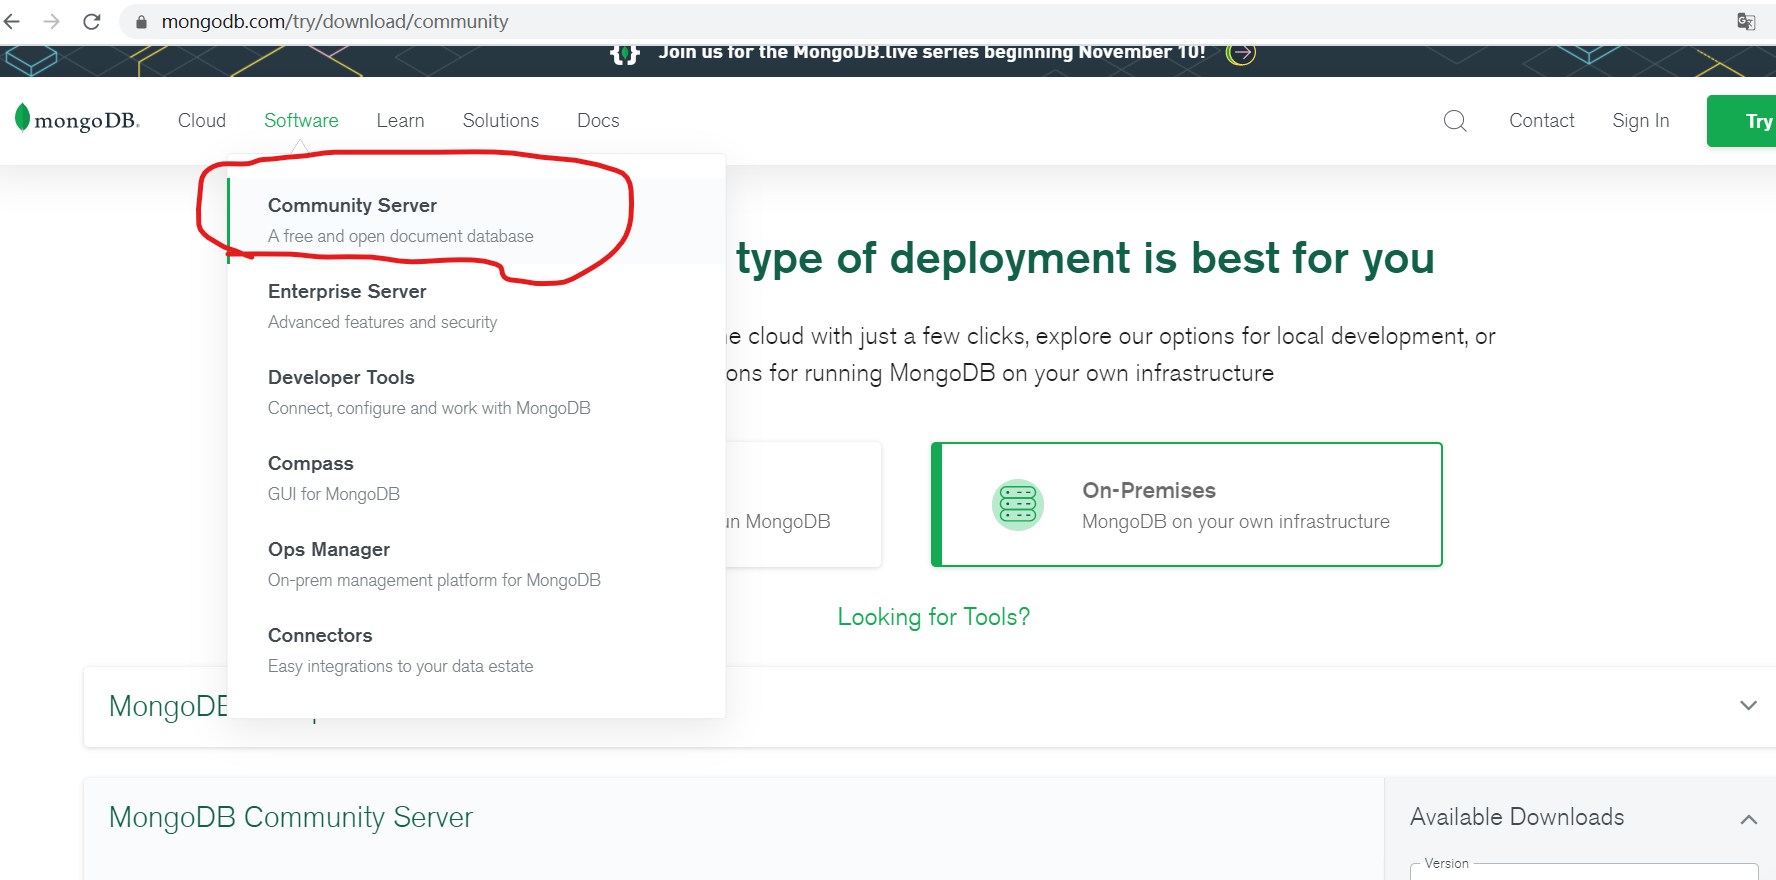 mongodb.com/try/download/community
Join us for the MongoDB.live series beginning November 10!
mongoDB.
Cloud
Software
Learn
Solutions
Docs
Contact
Sign In
Try
Community Server
A free and open document database
Enterprise Server
Advanced features and security
Developer Tools
Connect, configure and work with MongoDB
Compass
GUI for MongoDB
Ops Manager
On-prem management platform for MongoDB
Connectors
Easy integrations to your data estate
type of deployment is best for you
cloud with just a few clicks, explore our options for local development, or
for running MongoDB on your own infrastructure
MongoDB
On-Premises
MongoDB on your own infrastructure
Looking for Tools?
MongoDB Community Server
Available Downloads
Version